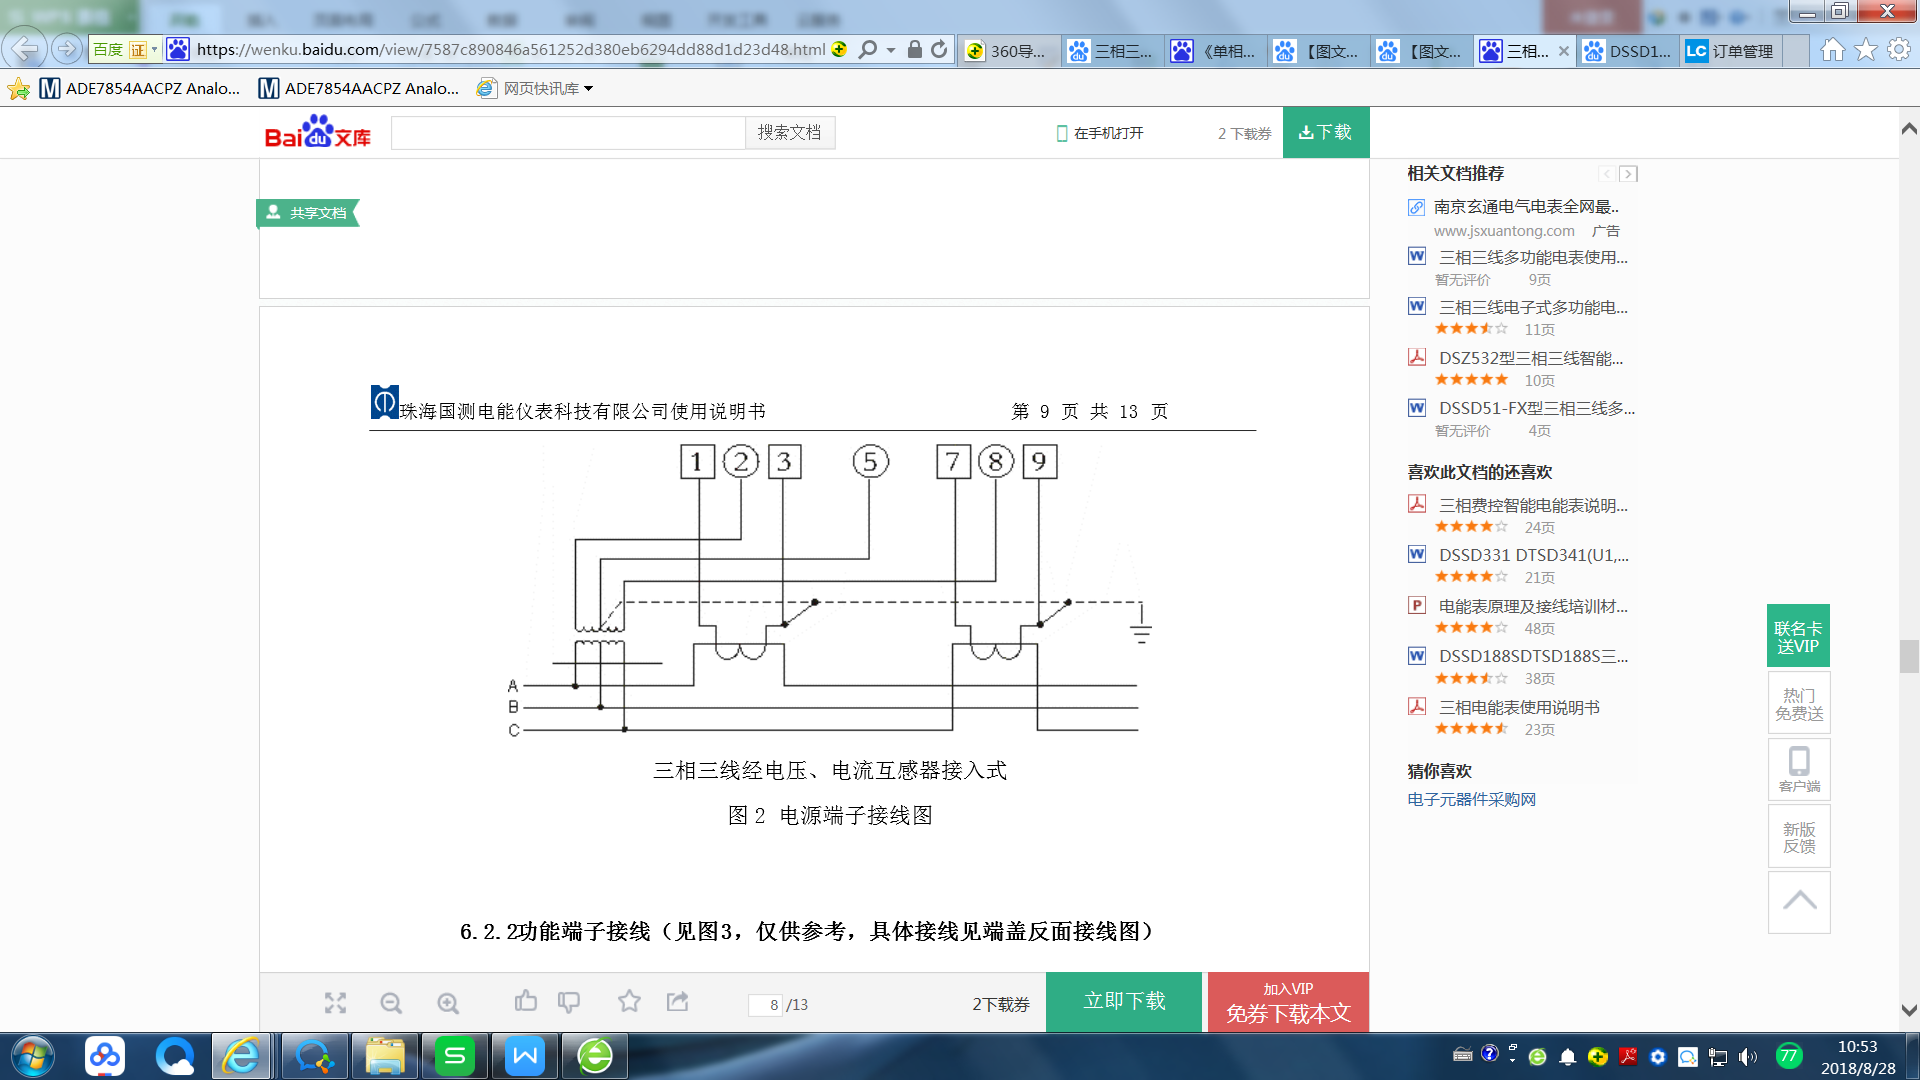 百度 证 https://wenku.baidu.com/view/7587c890846a561252d380eb6294dd88d1d23d48.html
360导... 三相三... 《单相... 【图文... 【图文... 三相... DSSD1... LC 订单管理
ADE7854AACPZ Analo... ADE7854AACPZ Analo... 网页快讯库
Bai du 文库 搜索文档 在手机打开 2 下载券 下载
共享文档
珠海国测电能仪表科技有限公司使用说明书 第 9 页 共 13 页
1 2 3 5 7 8 9
A
B
C
三相三线经电压、电流互感器接入式
图2 电源端子接线图
6.2.2功能端子接线（见图3，仅供参考，具体接线见端盖反面接线图）
8 /13 2下载券 立即下载 加入VIP
免券下载本文
相关文档推荐
南京玄通电气电表全网最..
www.jsxuantong.com 广告
三相三线多功能电表使用...
暂无评价 9页
三相三线电子式多功能电...
11页
DSZ532型三相三线智能...
10页
DSSD51-FX型三相三线多...
暂无评价 4页
喜欢此文档的还喜欢
三相费控智能电能表说明...
24页
DSSD331 DTSD341(U1,...
21页
电能表原理及接线培训材...
48页
DSSD188SDTSD188S三...
38页
三相电能表使用说明书
23页
猜你喜欢
电子元器件采购网
联名卡
送VIP
热门
免费送
客户端
新版
反馈
77
10:53
2018/8/28